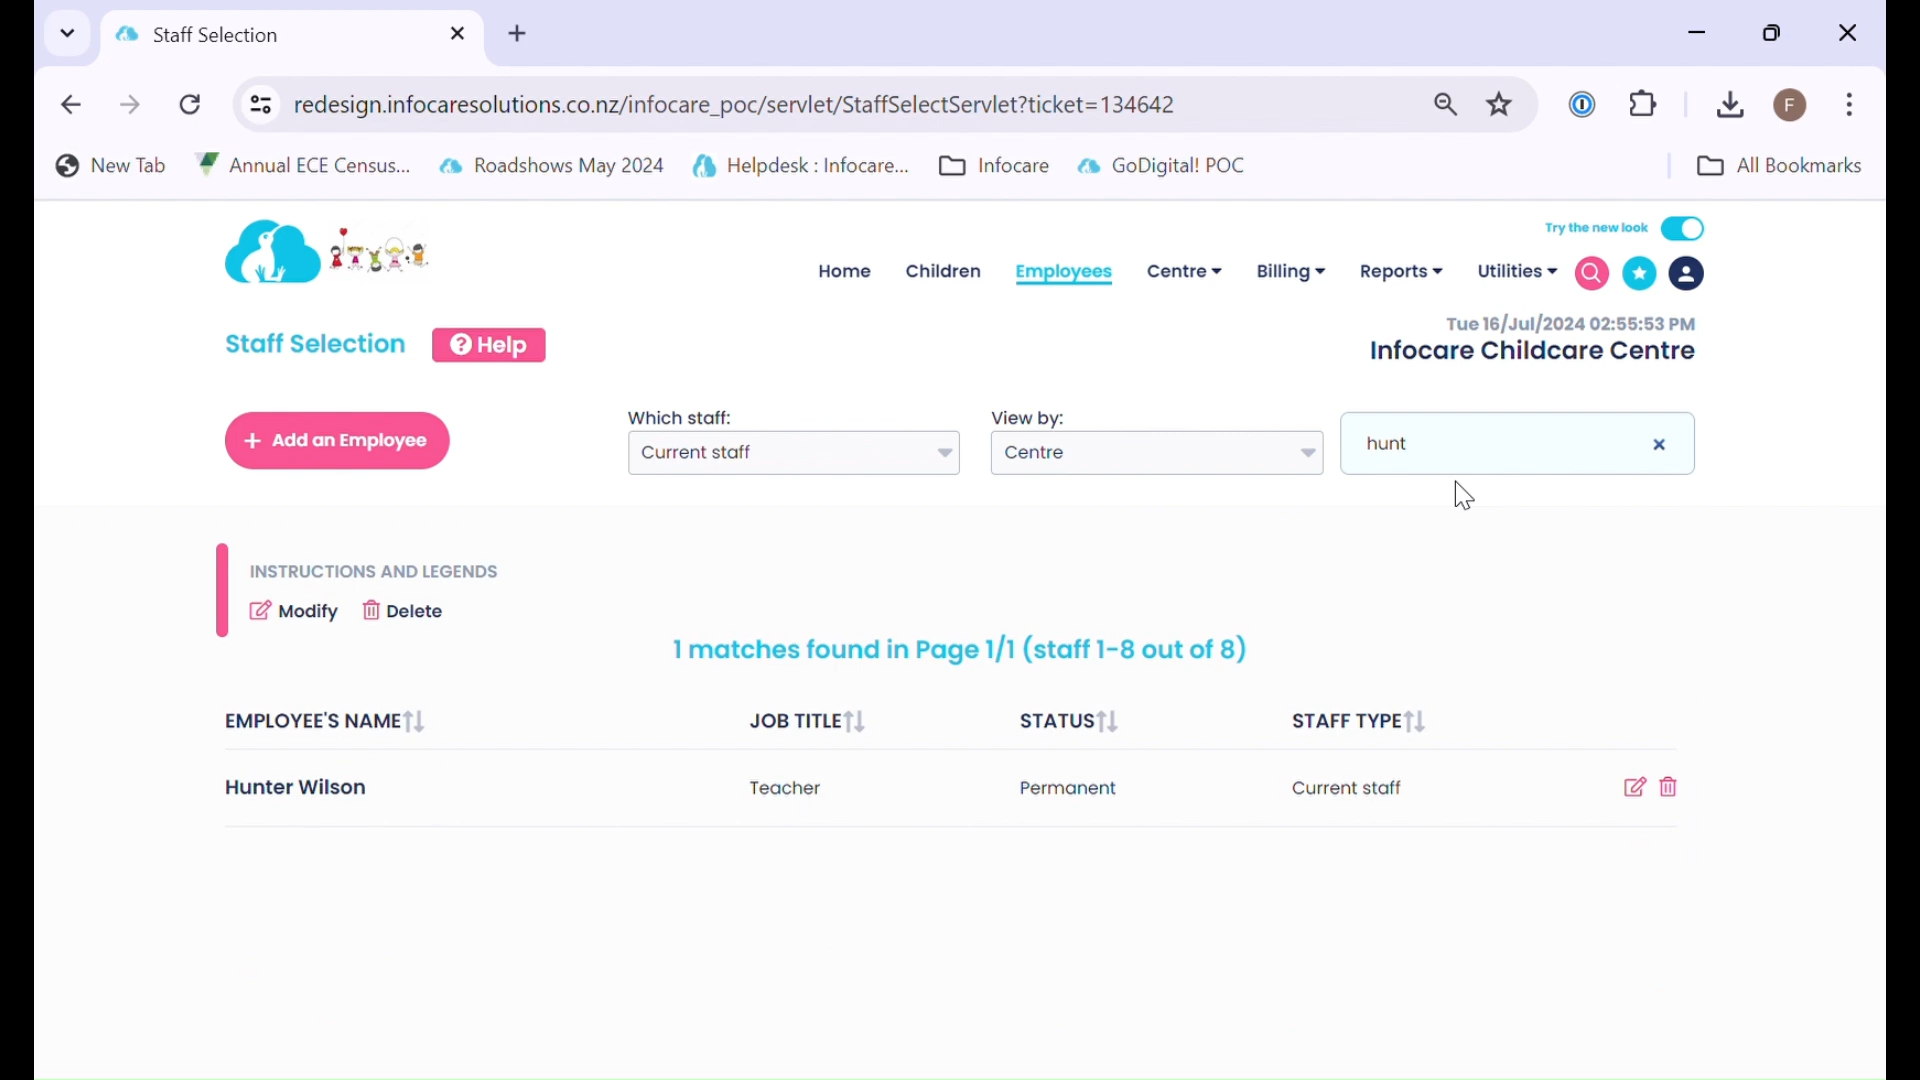 Staff Selection
redesign.infocaresolutions.co.nz/infocare_poc/servlet/StaffSelectServlet?ticket=134642
F
New Tab
Annual ECE Census...
Roadshows May 2024
Helpdesk : Infocare...
Infocare
GoDigital! POC
All Bookmarks
Try the new look
Home
Children
Employees
Centre
Billing
Reports
Utilities
Tue 16/Jul/2024 02:55:53 PM
Staff Selection
? Help
Infocare Childcare Centre
Which staff:
View by:
+ Add an Employee
Current staff
Centre
hunt
INSTRUCTIONS AND LEGENDS
Modify
Delete
1 matches found in Page 1/1 (staff 1-8 out of 8)
EMPLOYEE'S NAME
JOB TITLE
STATUS
STAFF TYPE
Hunter Wilson
Teacher
Permanent
Current staff